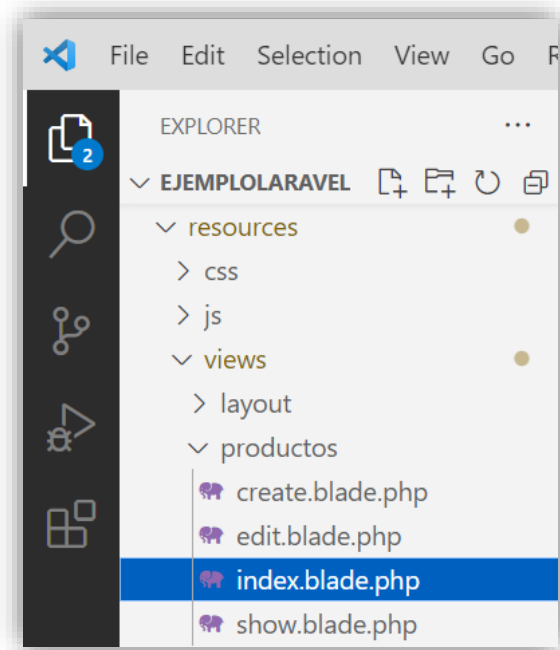 File Edit Selection View Go
EXPLORER ...
2
EJEMPLOLARAVEL
resources
css
js
views
layout
productos
create.blade.php
edit.blade.php
index.blade.php
show.blade.php